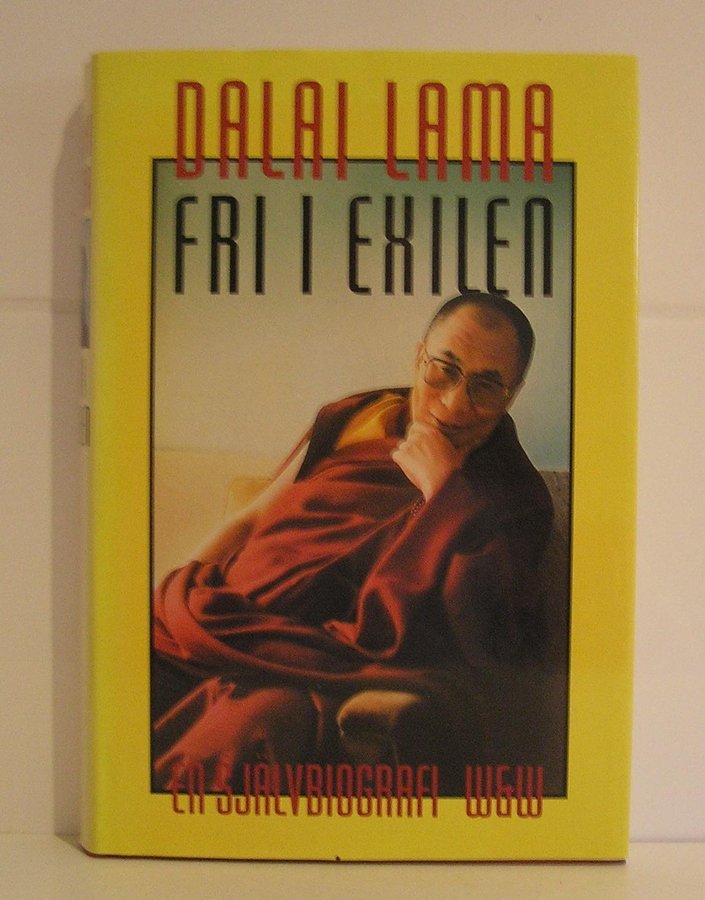 DALAI LAMA
FRI I EXILEN
EN SJÄLVBIOGRAFI W&W